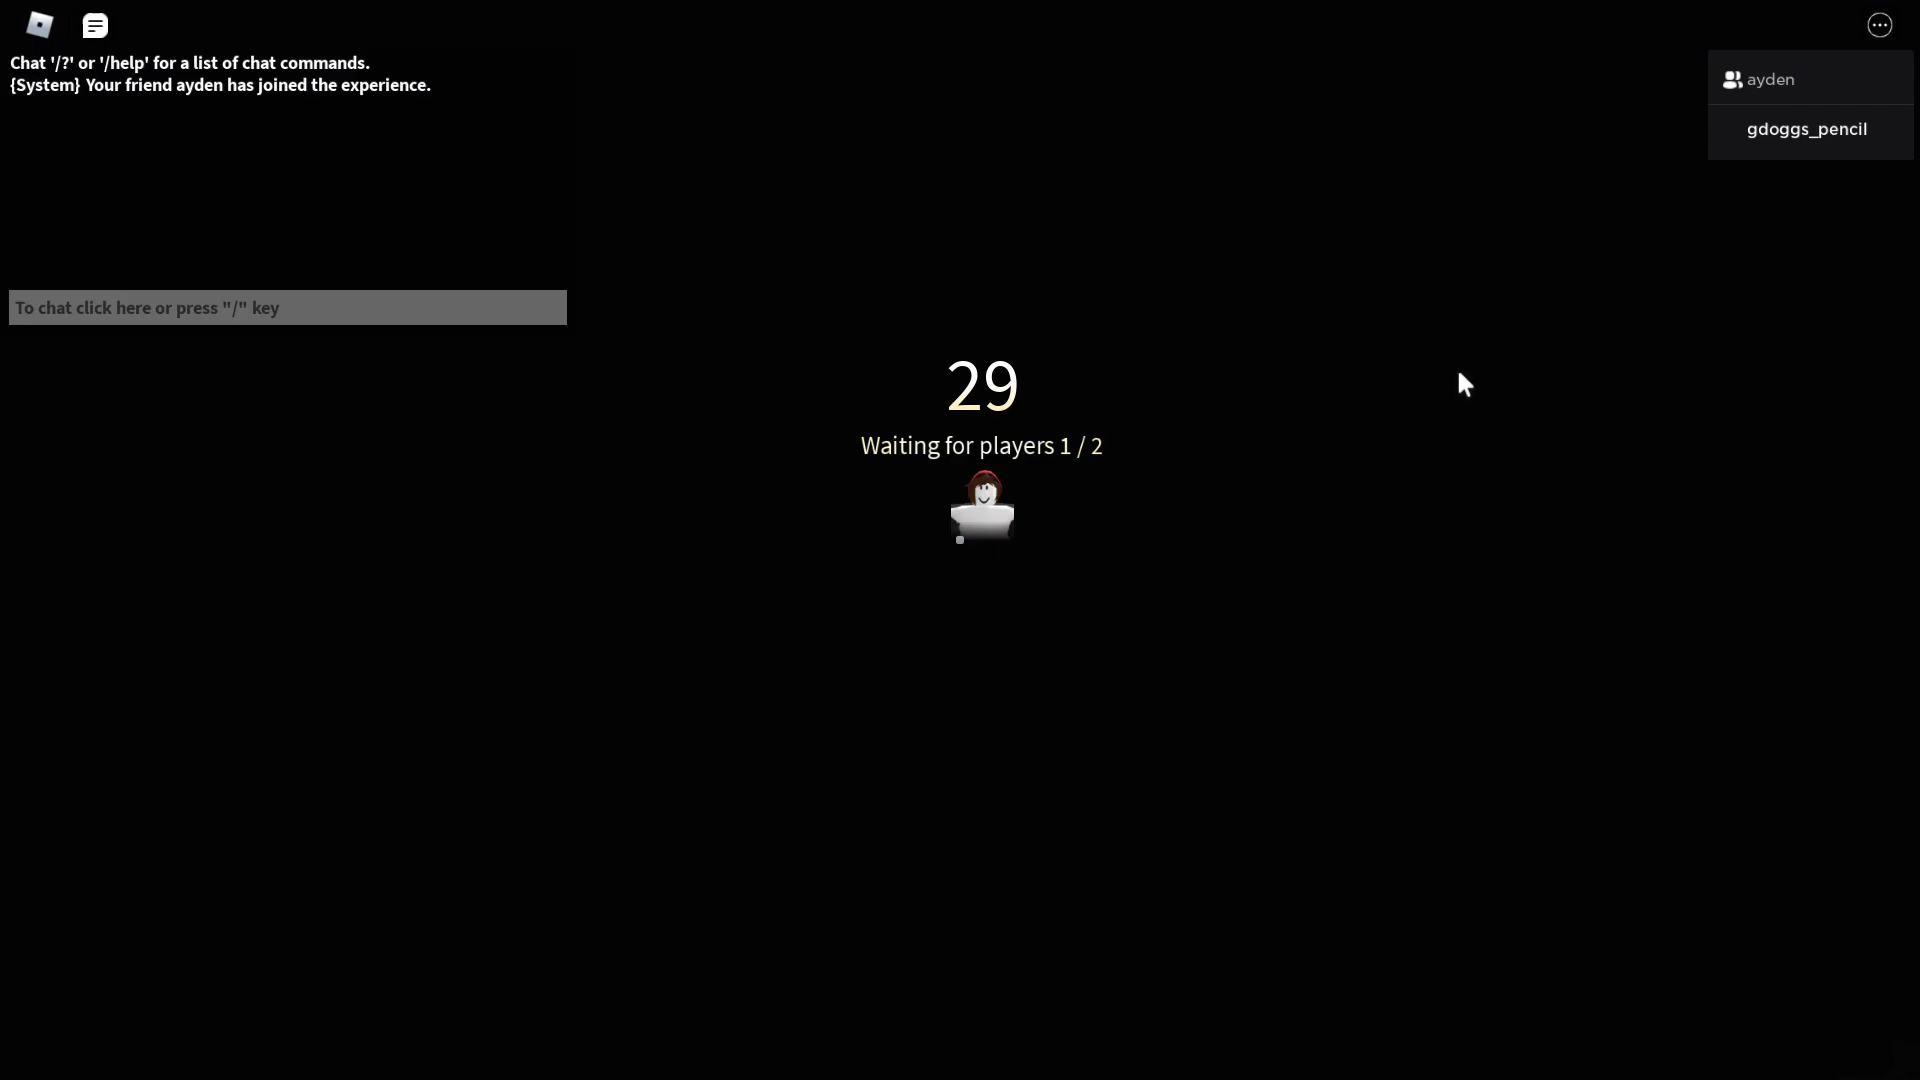 Chat '/?' or '/help' for a list of chat commands.
{System} Your friend ayden has joined the experience.
ayden
gdoggs_pencil
To chat click here or press "/" key
29
Waiting for players 1 / 2